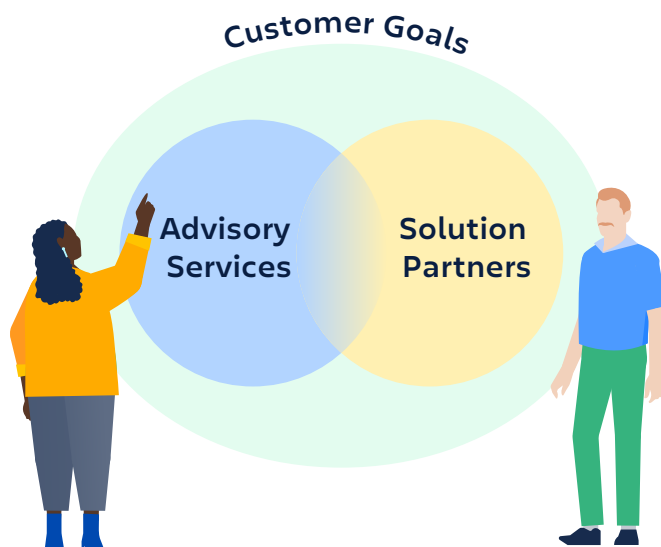 Customer Goals
Advisory
Services
Solution
Partners